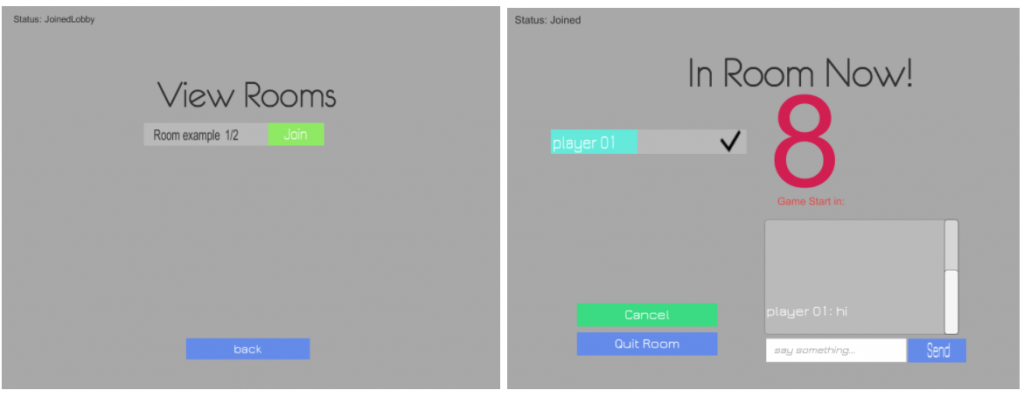 Status: JoinedLobby
View Rooms
Room example 1/2 Join
back
Status: Joined
In Room Now!
8
player 01
Game Start in:
player 01: hi
Cancel
Quit Room
say something...
Send